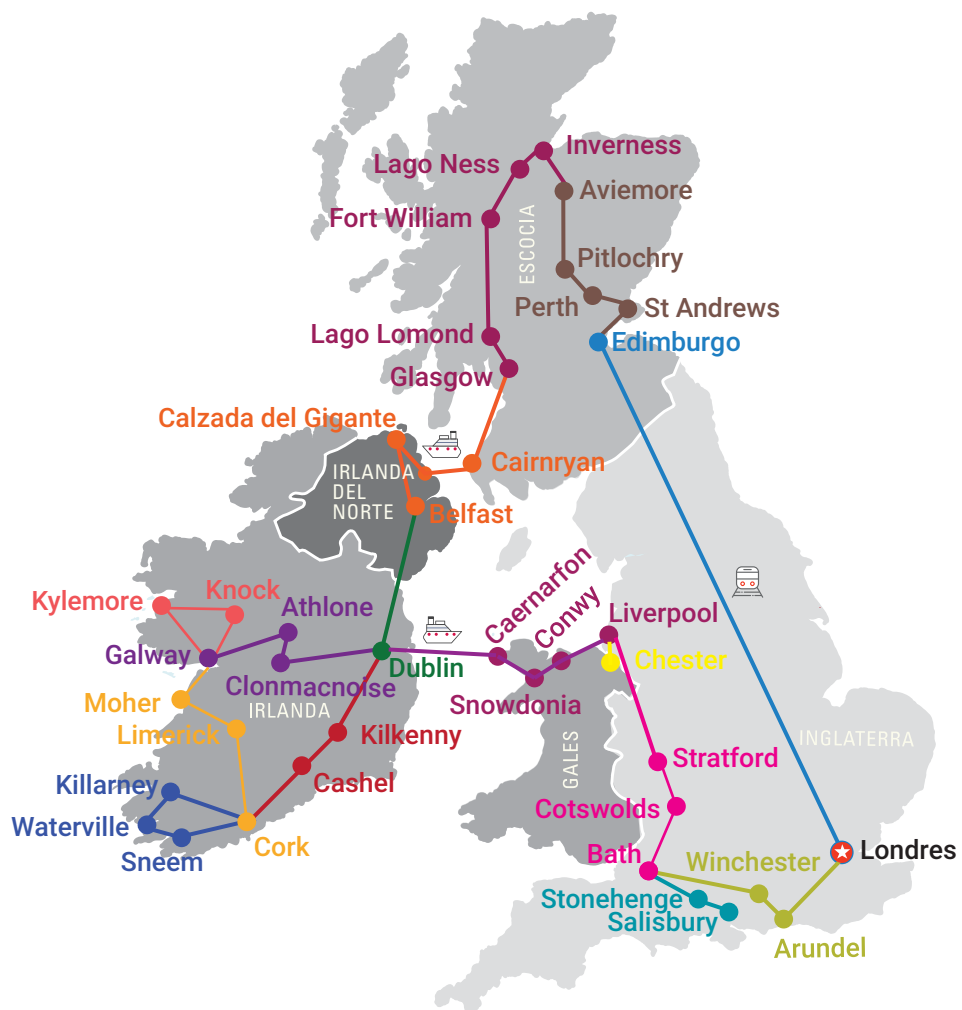 Inverness
Lago Ness
Aviemore
Fort William
ESCOCIA
Pitlochry
Perth
St Andrews
Lago Lomond
Edimburgo
Glasgow
Calzada del Gigante
Cairnryan
IRLANDA
DEL
NORTE
Belfast
Caernarfon
Conwy
Kylemore
Knock
Athlone
Liverpool
Galway
Dublin
Chester
Clonmacnoise
Moher
IRLANDA
Snowdonia
Limerick
Kilkenny
INGLATERRA
GALES
Stratford
Cashel
Killarney
Cotswolds
Waterville
Cork
Sneem
Bath
Winchester
Londres
Stonehenge
Salisbury
Arundel